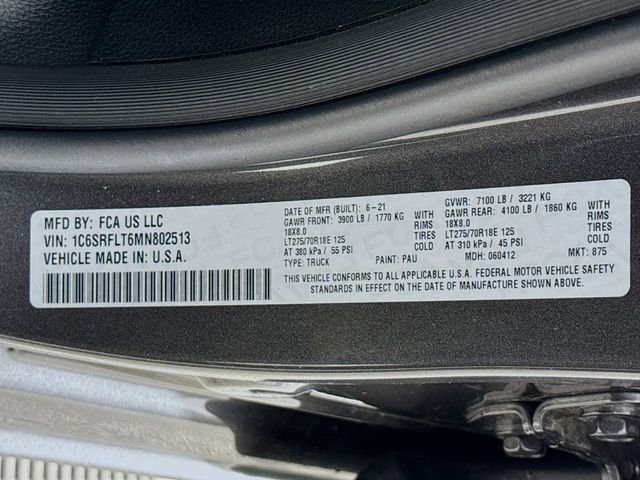 MFD BY: FCA US LLC
VIN: 1C6SRFLT6MN802513
VEHICLE MADE IN: U.S.A.
DATE OF MFR (BUILT): 6-21
GAWR FRONT: 3900 LB / 1770 KG
18X8.0 TIRES
LT275/70R18E 125 RIMS
AT 380 kPa / 55 PSI
TYPE: TRUCK
PAINT: PAU
GVWR: 7100 LB / 3221 KG
GAWR REAR: 4100 LB / 1860 KG
18X8.0 TIRES
LT275/70R18E 125 RIMS
AT 310 kPa / 45 PSI
MDH: 060412
MKT: 875
THIS VEHICLE CONFORMS TO ALL APPLICABLE U.S.A. FEDERAL MOTOR VEHICLE SAFETY
STANDARDS IN EFFECT ON THE DATE OF MANUFACTURE SHOWN ABOVE.